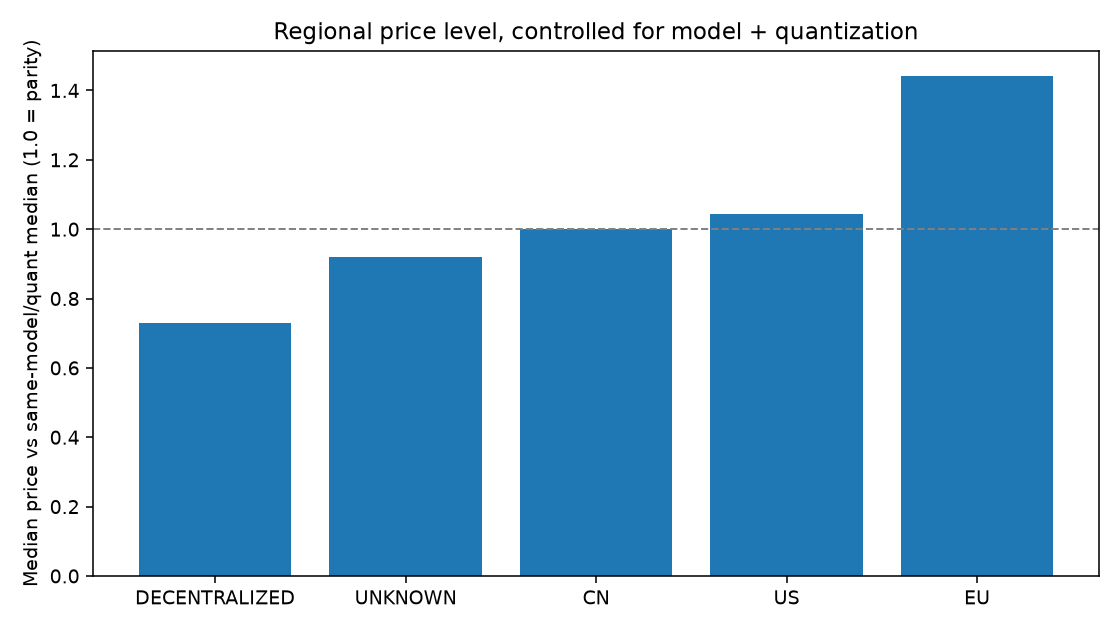 Regional price level, controlled for model + quantization
Median price vs same-model/quant median (1.0 = parity)
1.4
1.2
1.0
0.8
0.6
0.4
0.2
0.0
DECENTRALIZED UNKNOWN CN US EU